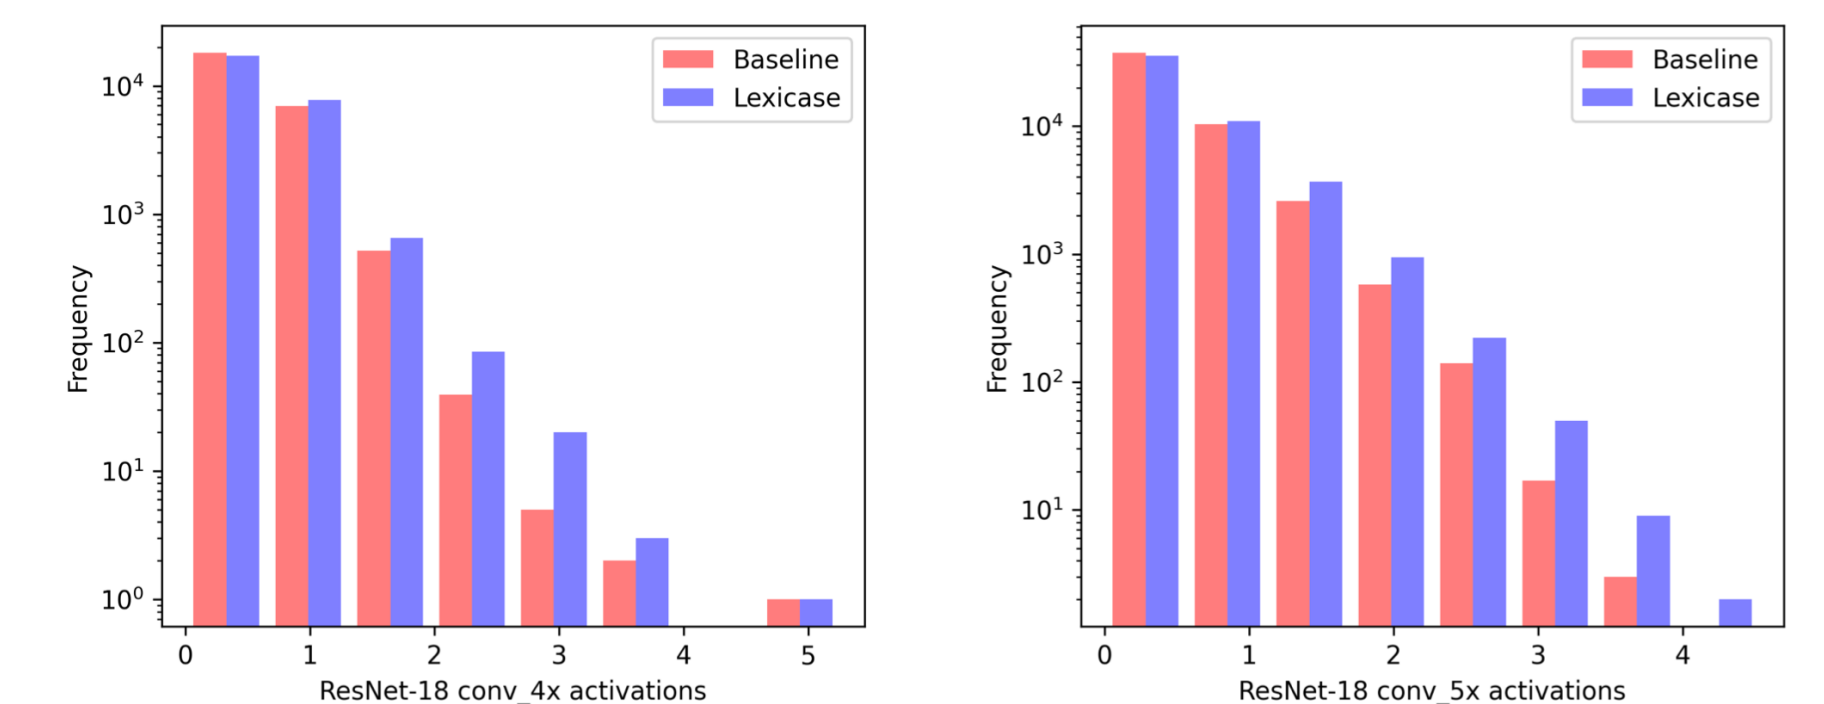 Baseline
Lexicase
Frequency
10⁴
10³
10²
10¹
10⁰
0 1 2 3 4 5
ResNet-18 conv_4x activations
Baseline
Lexicase
Frequency
10⁴
10³
10²
10¹
0 1 2 3 4
ResNet-18 conv_5x activations